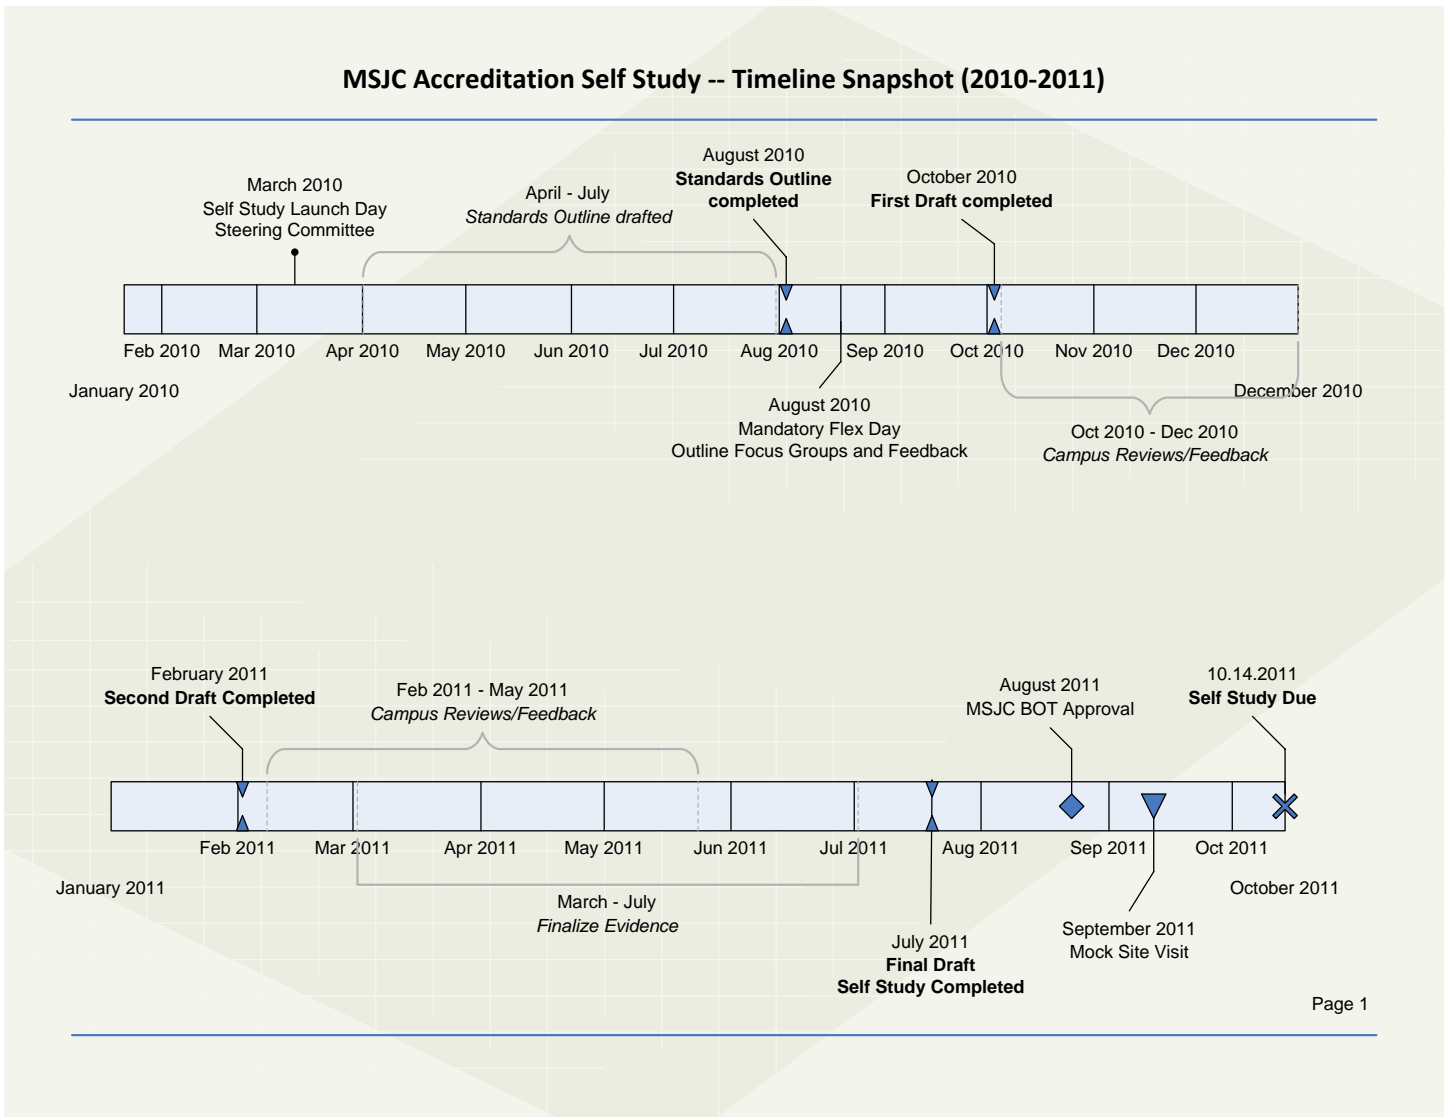 MSJC Accreditation Self Study -- Timeline Snapshot (2010-2011)
March 2010
Self Study Launch Day
Steering Committee
April - July
Standards Outline drafted
August 2010
Standards Outline
completed
October 2010
First Draft completed
Feb 2010 Mar 2010 Apr 2010 May 2010 Jun 2010 Jul 2010 Aug 2010 Sep 2010 Oct 2010 Nov 2010 Dec 2010
January 2010
December 2010
August 2010
Mandatory Flex Day
Outline Focus Groups and Feedback
Oct 2010 - Dec 2010
Campus Reviews/Feedback
February 2011
Second Draft Completed
Feb 2011 - May 2011
Campus Reviews/Feedback
August 2011
MSJC BOT Approval
10.14.2011
Self Study Due
Feb 2011 Mar 2011 Apr 2011 May 2011 Jun 2011 Jul 2011 Aug 2011 Sep 2011 Oct 2011
January 2011
October 2011
March - July
Finalize Evidence
July 2011
Final Draft
Self Study Completed
September 2011
Mock Site Visit
Page 1